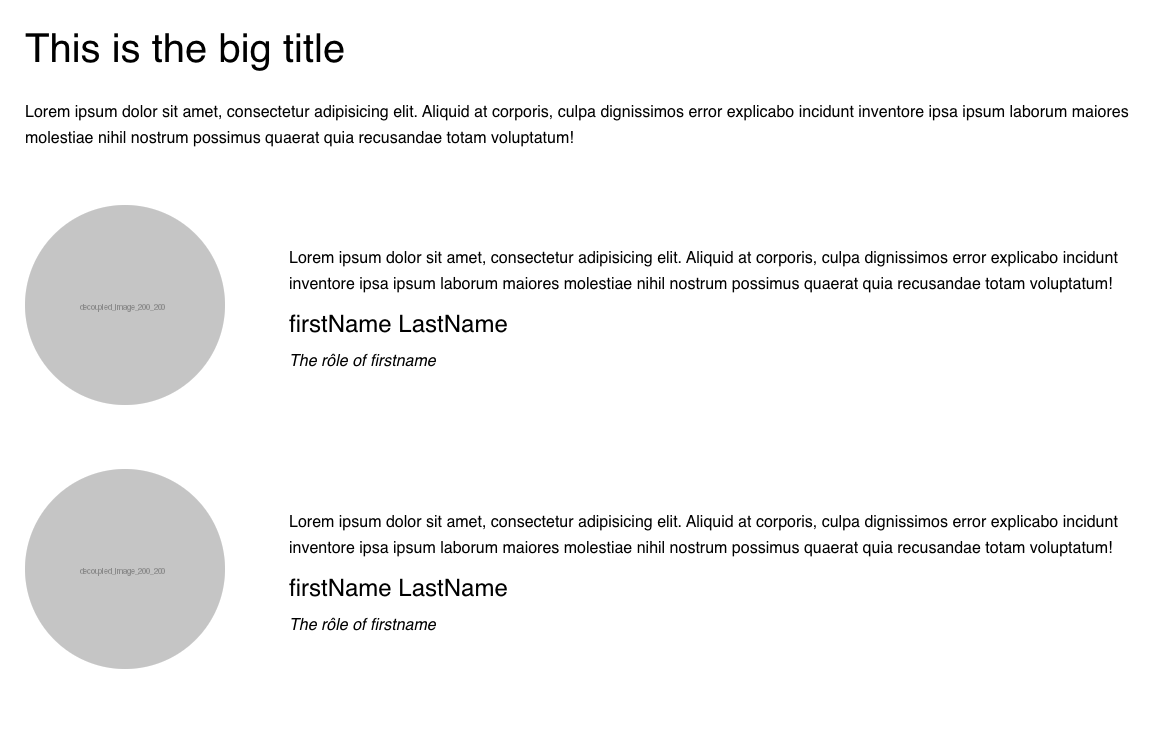 This is the big title
Lorem ipsum dolor sit amet, consectetur adipisicing elit. Aliquid at corporis, culpa dignissimos error explicabo incidunt inventore ipsa ipsum laborum maiores
molestiae nihil nostrum possimus quaerat quia recusandae totam voluptatum!
decoupled_image_200_200
Lorem ipsum dolor sit amet, consectetur adipisicing elit. Aliquid at corporis, culpa dignissimos error explicabo incidunt
inventore ipsa ipsum laborum maiores molestiae nihil nostrum possimus quaerat quia recusandae totam voluptatum!
firstName LastName
The rôle of firstname
decoupled_image_200_200
Lorem ipsum dolor sit amet, consectetur adipisicing elit. Aliquid at corporis, culpa dignissimos error explicabo incidunt
inventore ipsa ipsum laborum maiores molestiae nihil nostrum possimus quaerat quia recusandae totam voluptatum!
firstName LastName
The rôle of firstname